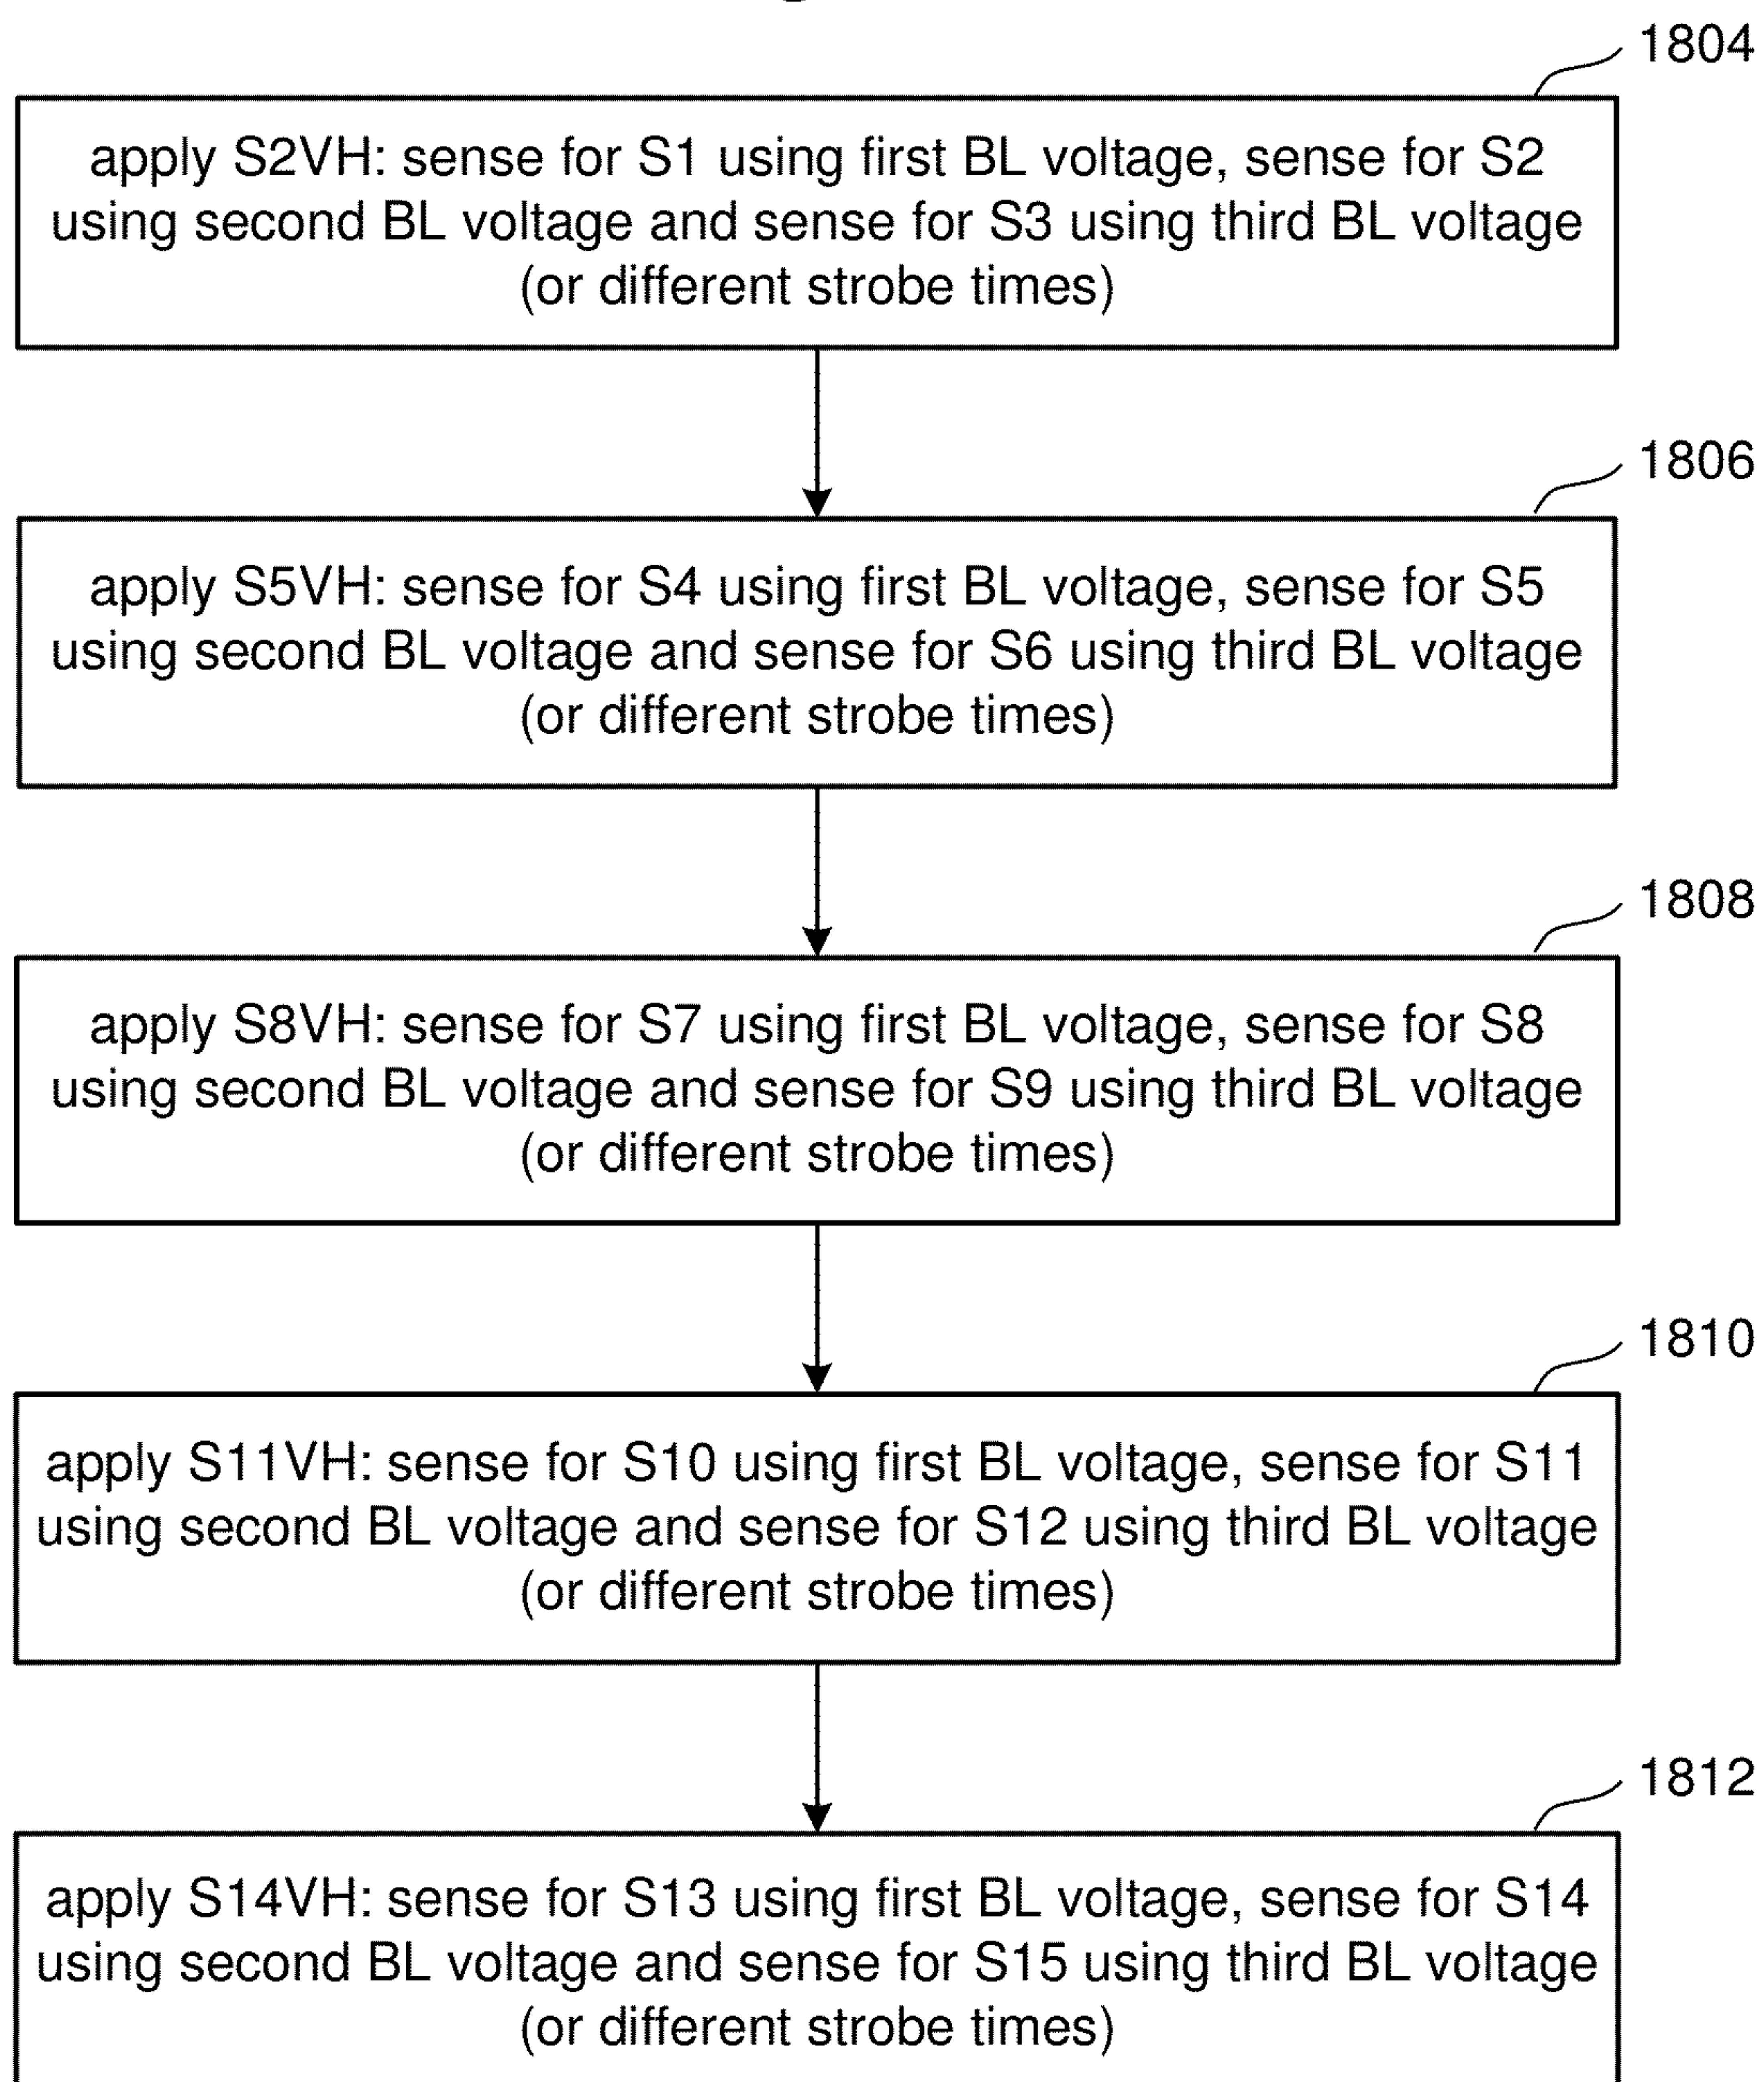 1804
apply S2VH: sense for S1 using first BL voltage, sense for S2
using second BL voltage and sense for S3 using third BL voltage
(or different strobe times)
1806
apply S5VH: sense for S4 using first BL voltage, sense for S5
using second BL voltage and sense for S6 using third BL voltage
(or different strobe times)
1808
apply S8VH: sense for S7 using first BL voltage, sense for S8
using second BL voltage and sense for S9 using third BL voltage
(or different strobe times)
1810
apply S11VH: sense for S10 using first BL voltage, sense for S11
using second BL voltage and sense for S12 using third BL voltage
(or different strobe times)
1812
apply S14VH: sense for S13 using first BL voltage, sense for S14
using second BL voltage and sense for S15 using third BL voltage
(or different strobe times)